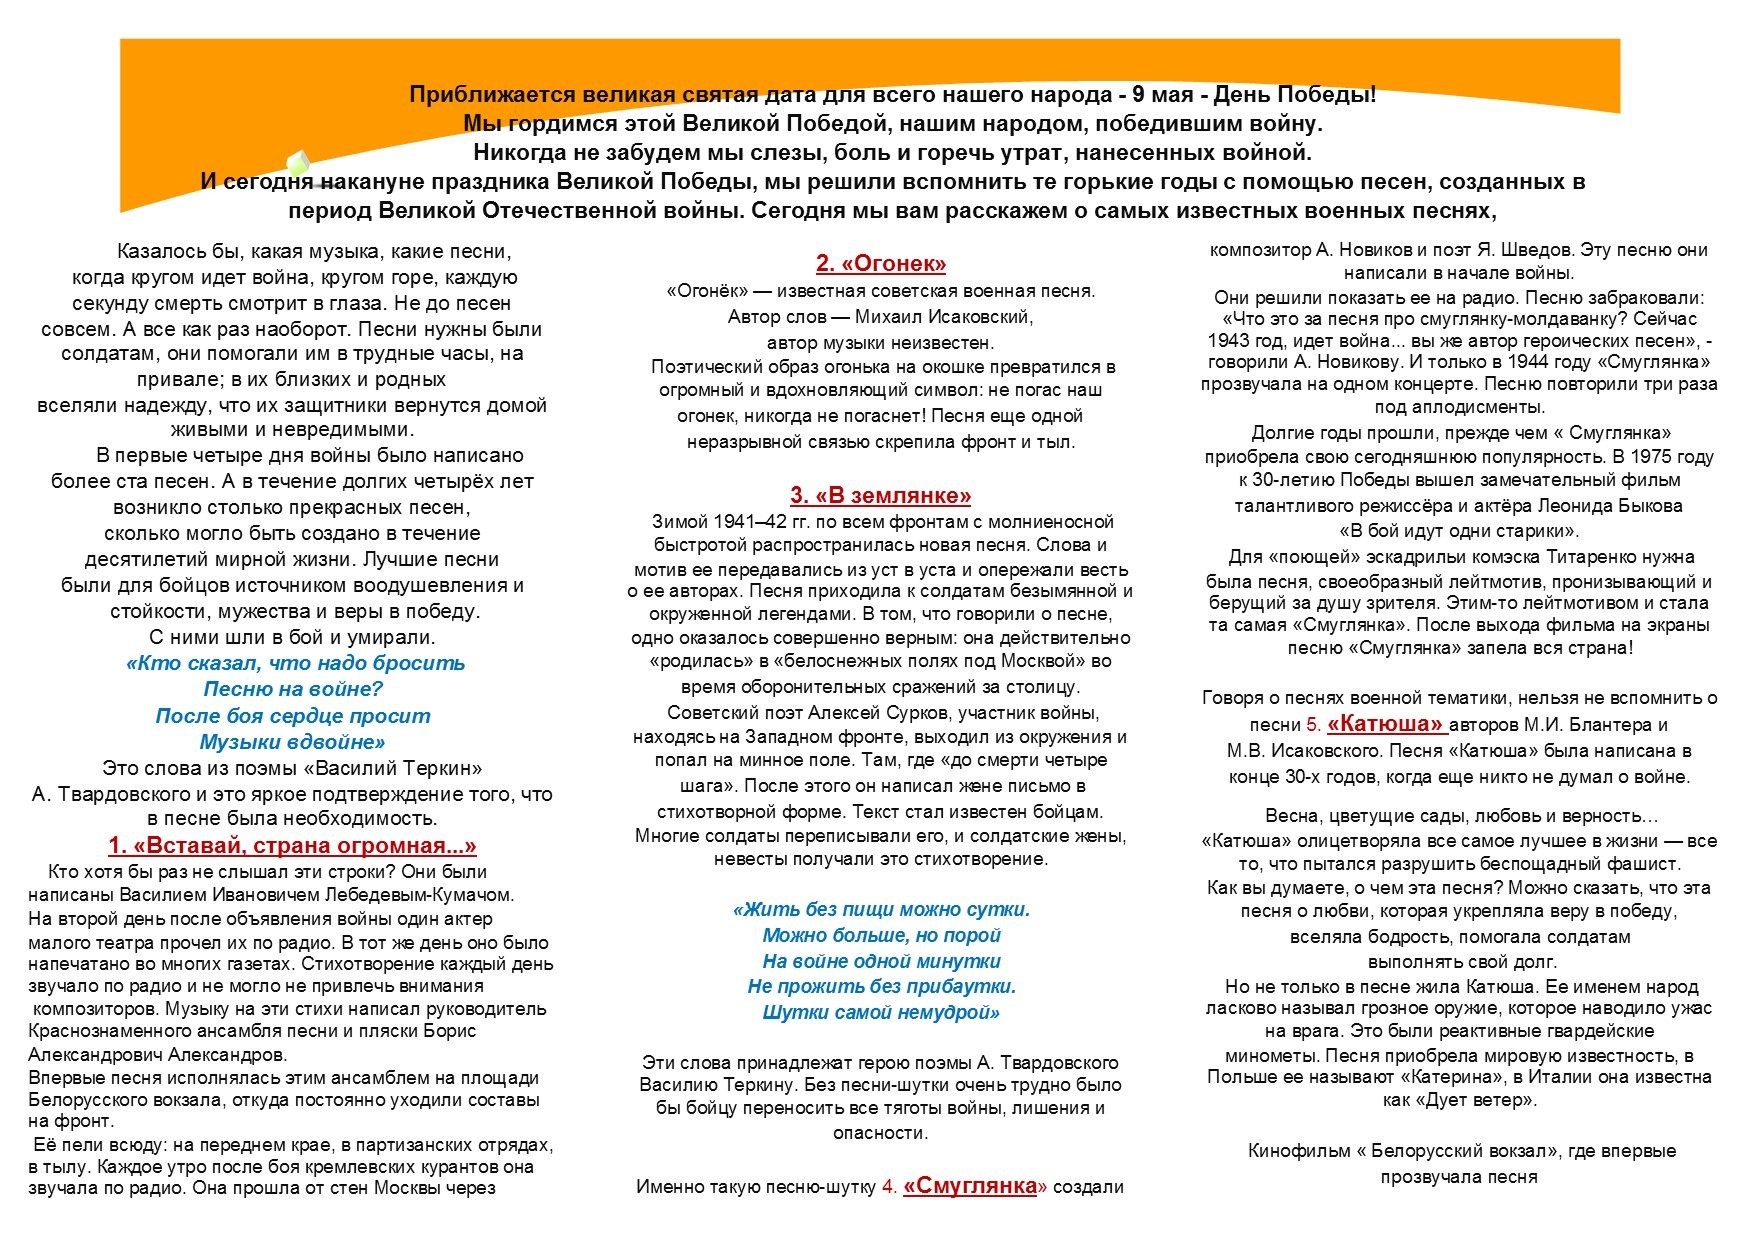 Приближается великая святая дата для всего нашего народа - 9 мая - День Победы!
Мы гордимся этой Великой Победой, нашим народом, победившим войну.
Никогда не забудем мы слезы, боль и горечь утрат, нанесенных войной.
И сегодня накануне праздника Великой Победы, мы решили вспомнить те горькие годы с помощью песен, созданных в
период Великой Отечественной войны. Сегодня мы вам расскажем о самых известных военных песнях,
Казалось бы, какая музыка, какие песни,
когда кругом идет война, кругом горе, каждую
секунду смерть смотрит в глаза. Не до песен
совсем. А все как раз наоборот. Песни нужны были
солдатам, они помогали им в трудные часы, на
привале; в их близких и родных
вселяли надежду, что их защитники вернутся домой
живыми и невредимыми.
В первые четыре дня войны было написано
более ста песен. А в течение долгих четырёх лет
возникло столько прекрасных песен,
сколько могло быть создано в течение
десятилетий мирной жизни. Лучшие песни
были для бойцов источником воодушевления и
стойкости, мужества и веры в победу.
С ними шли в бой и умирали.
«Кто сказал, что надо бросить
Песню на войне?
После боя сердце просит
Музыки вдвойне»
Это слова из поэмы «Василий Теркин»
А. Твардовского и это яркое подтверждение того, что
в песне была необходимость.
1. «Вставай, страна огромная...»
Кто хотя бы раз не слышал эти строки? Они были
написаны Василием Ивановичем Лебедевым-Кумачом.
На второй день после объявления войны один актер
малого театра прочел их по радио. В тот же день оно было
напечатано во многих газетах. Стихотворение каждый день
звучало по радио и не могло не привлечь внимания
композиторов. Музыку на эти стихи написал руководитель
Краснознаменного ансамбля песни и пляски Борис
Александрович Александров.
Впервые песня исполнялась этим ансамблем на площади
Белорусского вокзала, откуда постоянно уходили составы
на фронт.
Её пели всюду: на переднем крае, в партизанских отрядах,
в тылу. Каждое утро после боя кремлевских курантов она
звучала по радио. Она прошла от стен Москвы через
2. «Огонек»
«Огонёк» — известная советская военная песня.
Автор слов — Михаил Исаковский,
автор музыки неизвестен.
Поэтический образ огонька на окошке превратился в
огромный и вдохновляющий символ: не погас наш
огонек, никогда не погаснет! Песня еще одной
неразрывной связью скрепила фронт и тыл.
3. «В землянке»
Зимой 1941–42 гг. по всем фронтам с молниеносной
быстротой распространилась новая песня. Слова и
мотив ее передавались из уст в уста и опережали весть
о ее авторах. Песня приходила к солдатам безымянной и
окруженной легендами. В том, что говорили о песне,
одно оказалось совершенно верным: она действительно
«родилась» в «белоснежных полях под Москвой» во
время оборонительных сражений за столицу.
Советский поэт Алексей Сурков, участник войны,
находясь на Западном фронте, выходил из окружения и
попал на минное поле. Там, где «до смерти четыре
шага». После этого он написал жене письмо в
стихотворной форме. Текст стал известен бойцам.
Многие солдаты переписывали его, и солдатские жены,
невесты получали это стихотворение.
«Жить без пищи можно сутки.
Можно больше, но порой
На войне одной минутки
Не прожить без прибаутки.
Шутки самой немудрой»
Эти слова принадлежат герою поэмы А. Твардовского
Василию Теркину. Без песни-шутки очень трудно было
бы бойцу переносить все тяготы войны, лишения и
опасности.
Именно такую песню-шутку 4. «Смуглянка» создали
композитор А. Новиков и поэт Я. Шведов. Эту песню они
написали в начале войны.
Они решили показать ее на радио. Песню забраковали:
«Что это за песня про смуглянку-молдаванку? Сейчас
1943 год, идет война... вы же автор героических песен», -
говорили А. Новикову. И только в 1944 году «Смуглянка»
прозвучала на одном концерте. Песню повторили три раза
под аплодисменты.
Долгие годы прошли, прежде чем « Смуглянка»
приобрела свою сегодняшнюю популярность. В 1975 году
к 30-летию Победы вышел замечательный фильм
талантливого режиссёра и актёра Леонида Быкова
«В бой идут одни старики».
Для «поющей» эскадрильи комэска Титаренко нужна
была песня, своеобразный лейтмотив, пронизывающий и
берущий за душу зрителя. Этим-то лейтмотивом и стала
та самая «Смуглянка». После выхода фильма на экраны
песню «Смуглянка» запела вся страна!
Говоря о песнях военной тематики, нельзя не вспомнить о
песни 5. «Катюша» авторов М.И. Блантера и
М.В. Исаковского. Песня «Катюша» была написана в
конце 30-х годов, когда еще никто не думал о войне.
Весна, цветущие сады, любовь и верность…
«Катюша» олицетворяла все самое лучшее в жизни — все
то, что пытался разрушить беспощадный фашист.
Как вы думаете, о чем эта песня? Можно сказать, что эта
песня о любви, которая укрепляла веру в победу,
вселяла бодрость, помогала солдатам
выполнять свой долг.
Но не только в песне жила Катюша. Ее именем народ
ласково называл грозное оружие, которое наводило ужас
на врага. Это были реактивные гвардейские
минометы. Песня приобрела мировую известность, в
Польше ее называют «Катерина», в Италии она известна
как «Дует ветер».
Кинофильм « Белорусский вокзал», где впервые
прозвучала песня